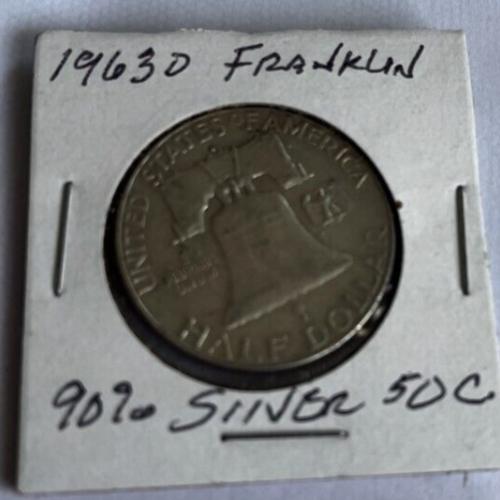 1963D FRANKLIN
UNITED STATES OF AMERICA
HALF DOLLAR
90% SILVER 50C